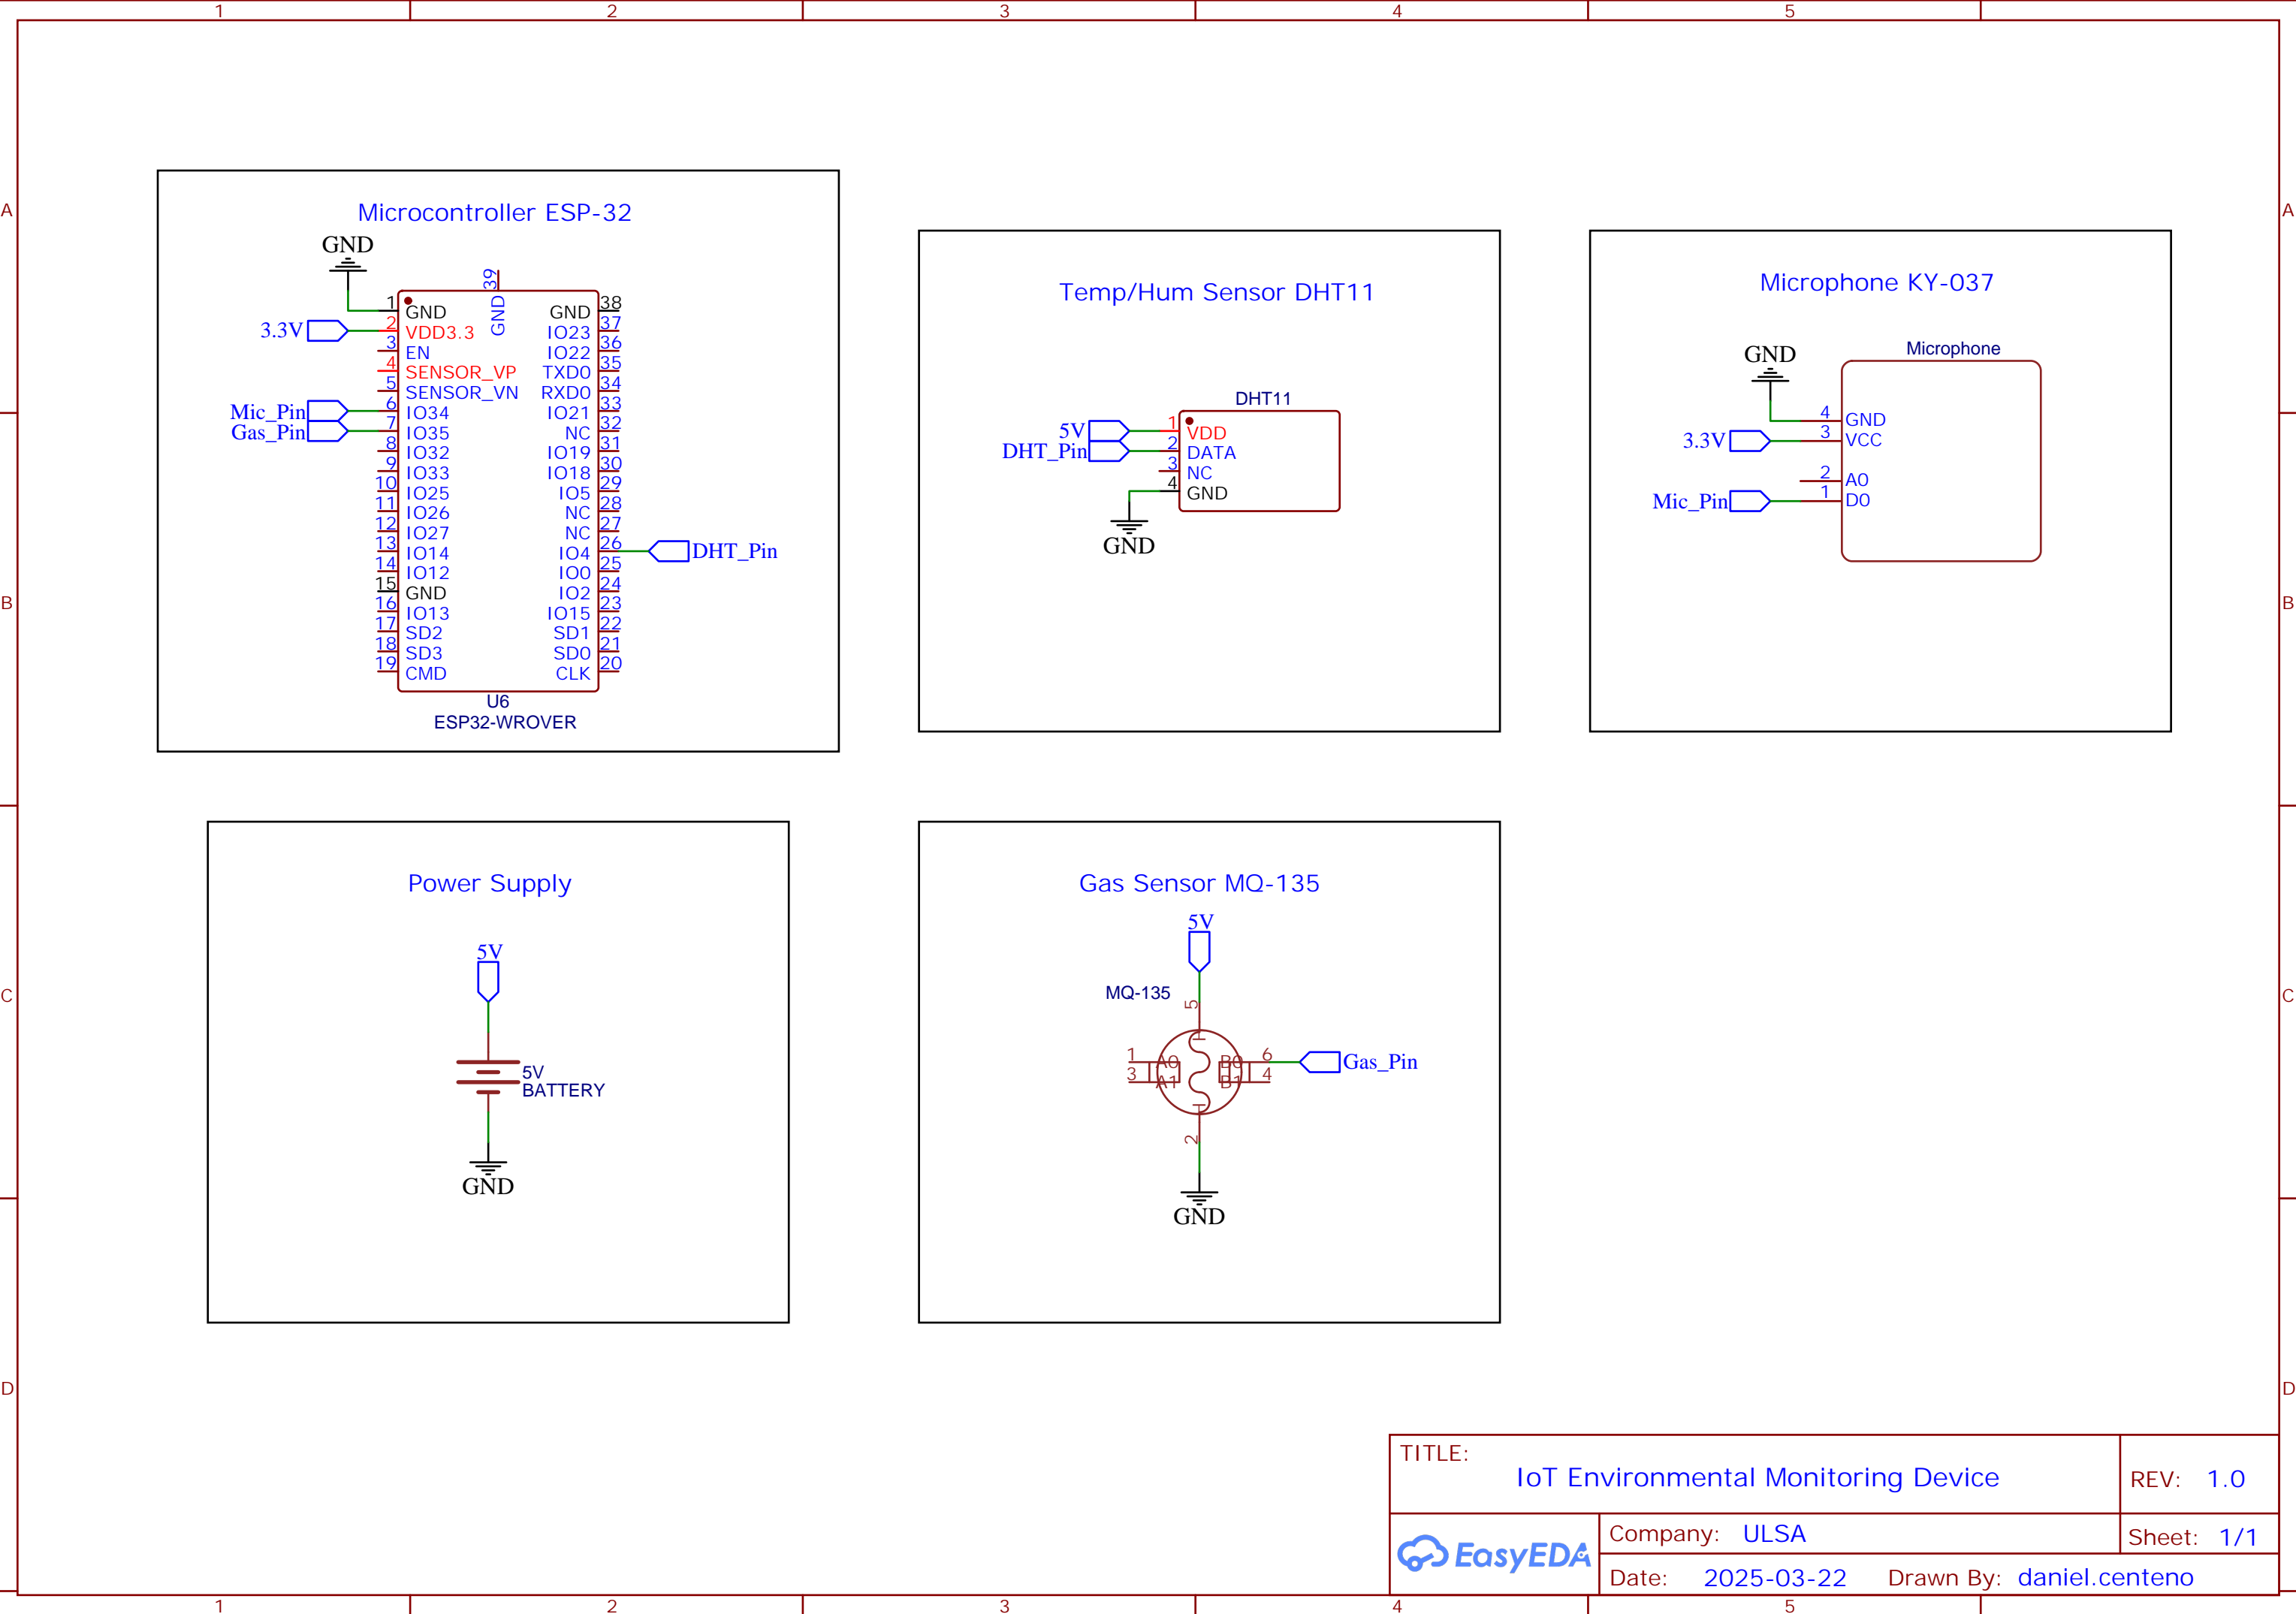 1 2 3 4 5
A
B
C
D
A
B
C
D
1 2 3 4 5
Microcontroller ESP-32
GND
3.3V
Mic_Pin
Gas_Pin
GND 39
1 GND
2 VDD3.3
3 EN
4 SENSOR_VP
5 SENSOR_VN
6 IO34
7 IO35
8 IO32
9 IO33
10 IO25
11 IO26
12 IO27
13 IO14
14 IO12
15 GND
16 IO13
17 SD2
18 SD3
19 CMD
GND 38
IO23 37
IO22 36
TXD0 35
RXD0 34
IO21 33
NC 32
IO19 31
IO18 30
IO5 29
NC 28
NC 27
IO4 26
IO0 25
IO2 24
IO15 23
SD1 22
SD0 21
CLK 20
DHT_Pin
U6
ESP32-WROVER
Temp/Hum Sensor DHT11
DHT11
5V
DHT_Pin
1 VDD
2 DATA
3 NC
4 GND
GND
Microphone KY-037
Microphone
GND
4 GND
3.3V
3 VCC
2 A0
Mic_Pin
1 D0
Power Supply
5V
5V
BATTERY
GND
Gas Sensor MQ-135
5V
MQ-135
5
1 A0
3 A1
B0 6
B1 4
Gas_Pin
2
GND
TITLE:
IoT Environmental Monitoring Device
REV: 1.0
EasyEDA
Company: ULSA
Sheet: 1/1
Date: 2025-03-22
Drawn By: daniel.centeno